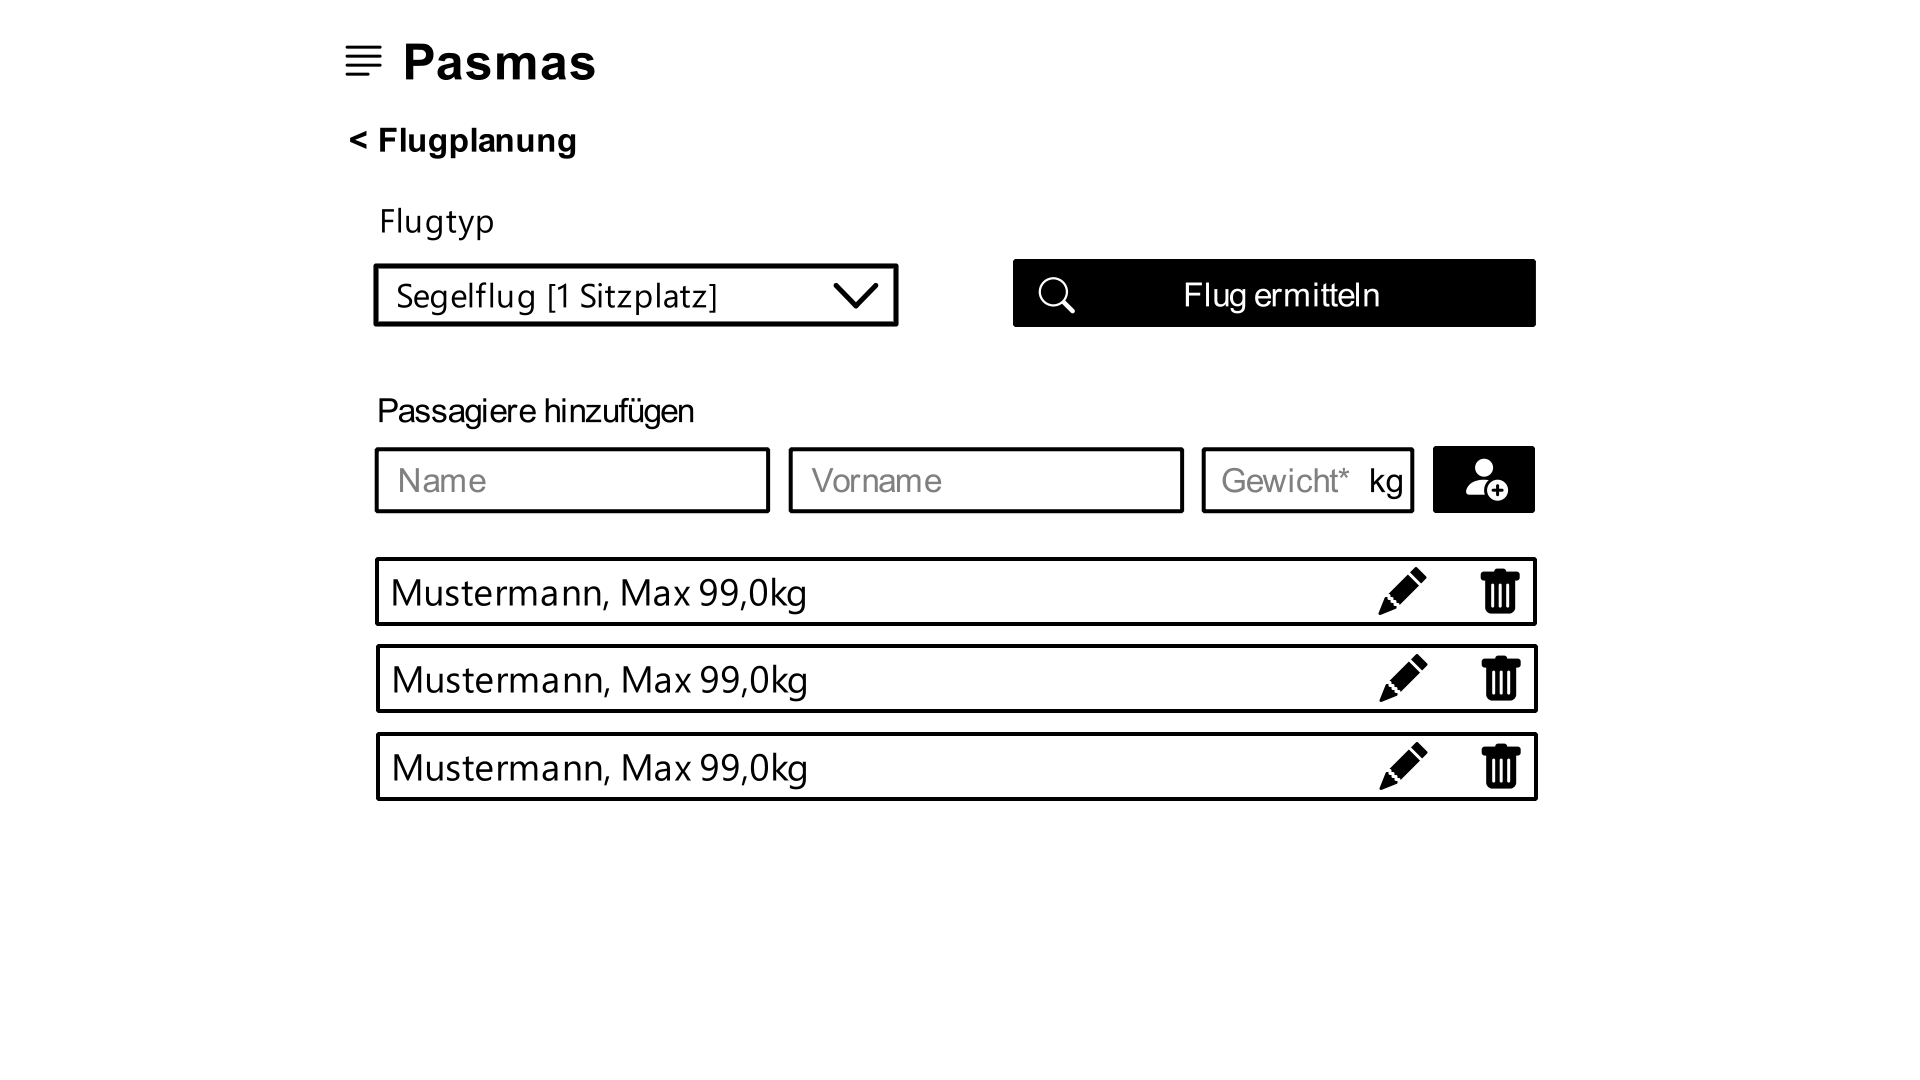 Pasmas
< Flugplanung
Flugtyp
Segelflug [1 Sitzplatz]
Flug ermitteln
Passagiere hinzufügen
Name
Vorname
Gewicht* kg
Mustermann, Max 99,0kg
Mustermann, Max 99,0kg
Mustermann, Max 99,0kg